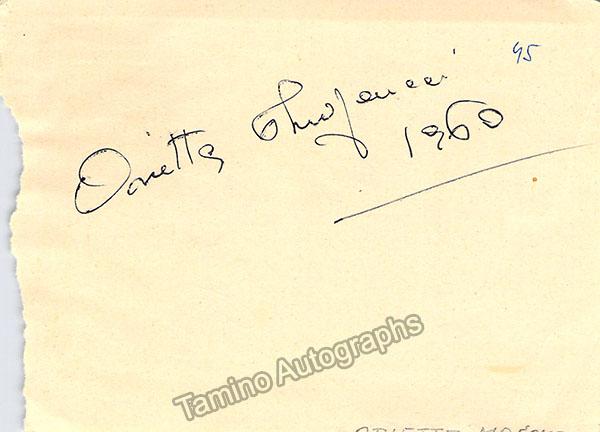 45
Orietta Moscucci
1960
Tamino Autographs